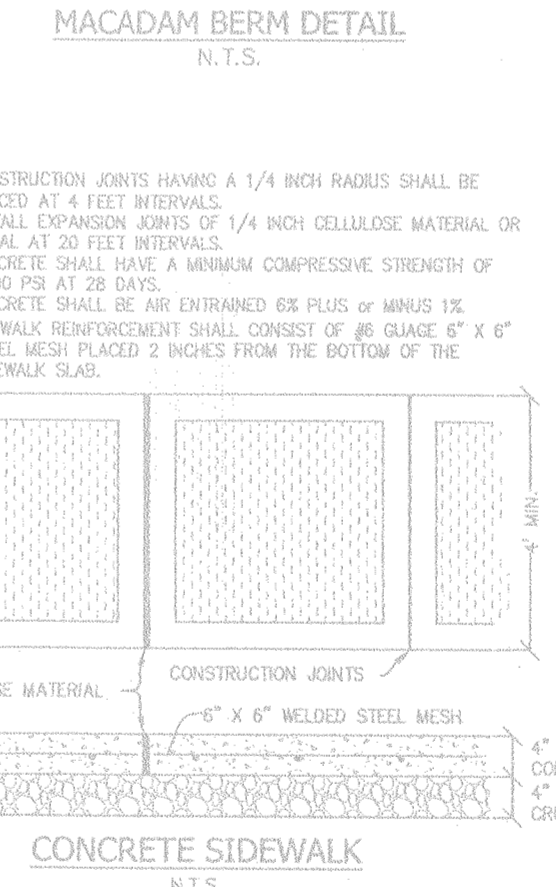 MACADAM BERM DETAIL
N.T.S.
STRUCTION JOINTS HAVING A 1/4 INCH RADIUS SHALL BE
CED AT 4 FEET INTERVALS.
ALL EXPANSION JOINTS OF 1/4 INCH CELLULOSE MATERIAL OR
AL AT 20 FEET INTERVALS.
CRETE SHALL HAVE A MINIMUM COMPRESSIVE STRENGTH OF
0 PSI AT 28 DAYS.
CRETE SHALL BE AIR ENTRAINED 6% PLUS or MINUS 1%.
WALK REINFORCEMENT SHALL CONSIST OF #6 GUAGE 6" X 6"
EL MESH PLACED 2 INCHES FROM THE BOTTOM OF THE
EWALK SLAB.
4' MIN.
CONSTRUCTION JOINTS
SE MATERIAL
6" X 6" WELDED STEEL MESH
4"
CO
4"
CR
CONCRETE SIDEWALK
N.T.S.